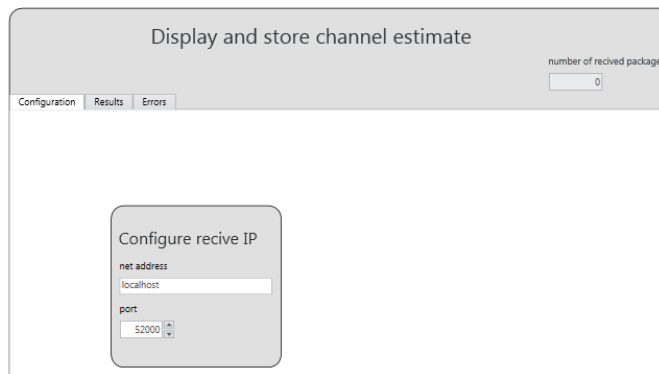 Display and store channel estimate
number of recived package
0
Configuration Results Errors
Configure recive IP
net address
localhost
port
52000